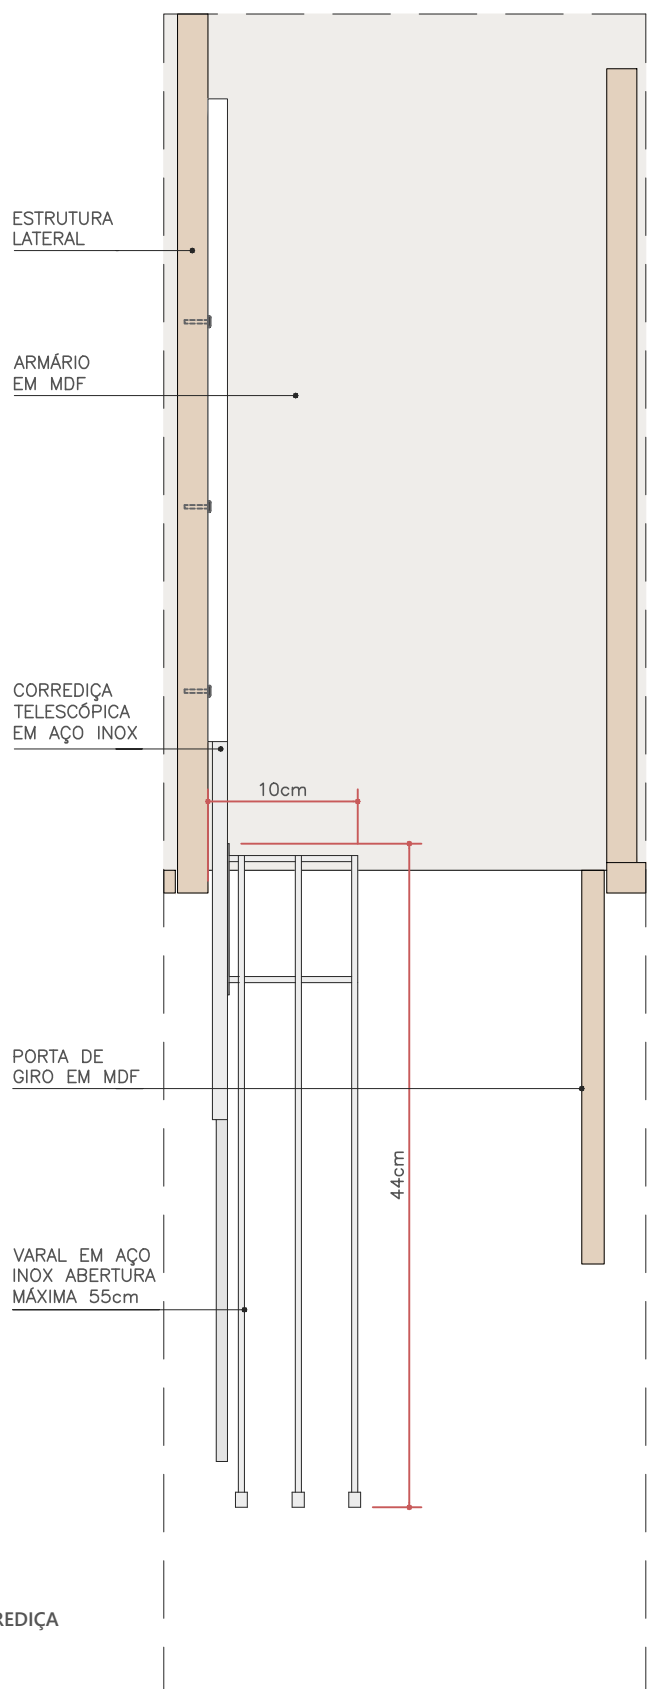 ESTRUTURA
LATERAL
ARMÁRIO
EM MDF
CORREDIÇA
TELESCÓPICA
EM AÇO INOX
10cm
PORTA DE
GIRO EM MDF
44cm
VARAL EM AÇO
INOX ABERTURA
MÁXIMA 55cm
REDIÇA